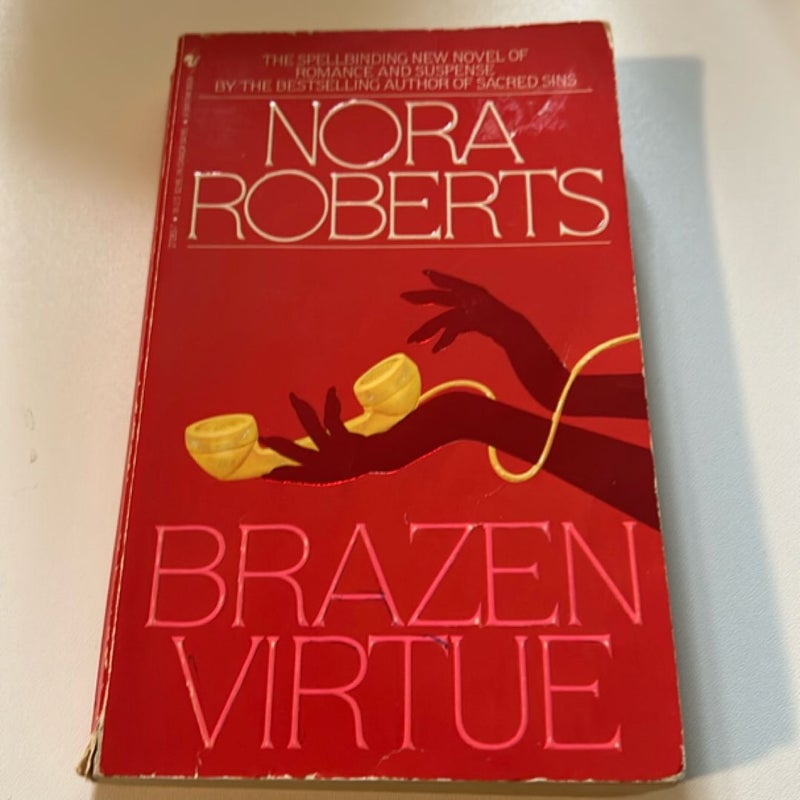 THE SPELLBINDING NEW NOVEL OF
ROMANCE AND SUSPENSE
BY THE BESTSELLING AUTHOR OF SACRED SINS
NORA
ROBERTS
BRAZEN
VIRTUE